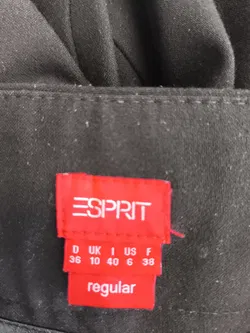 ESPRIT
D UK I US F
36 10 40 6 38
regular